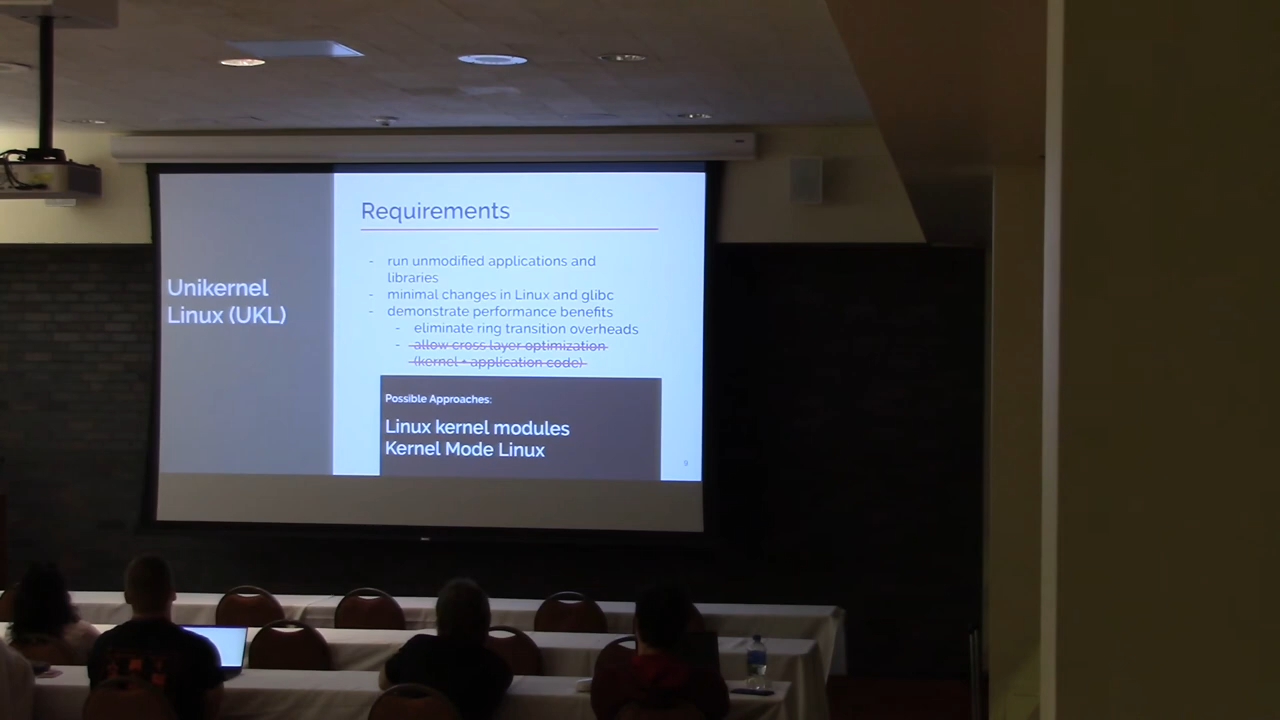 Unikernel
Linux (UKL)
Requirements
- run unmodified applications and
libraries
- minimal changes in Linux and glibc
- demonstrate performance benefits
- eliminate ring transition overheads
- allow cross layer optimization
(kernel + application code)
Possible Approaches:
Linux kernel modules
Kernel Mode Linux
9